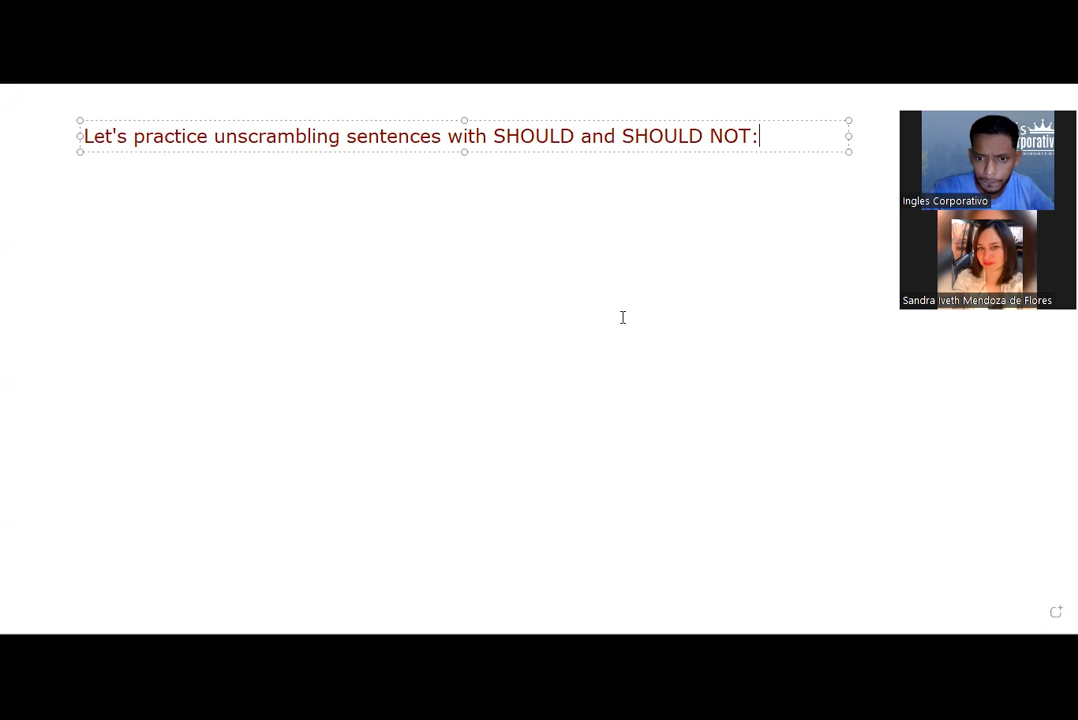 Let's practice unscrambling sentences with SHOULD and SHOULD NOT:
Ingles Corporativo
Sandra Iveth Mendoza de Flores